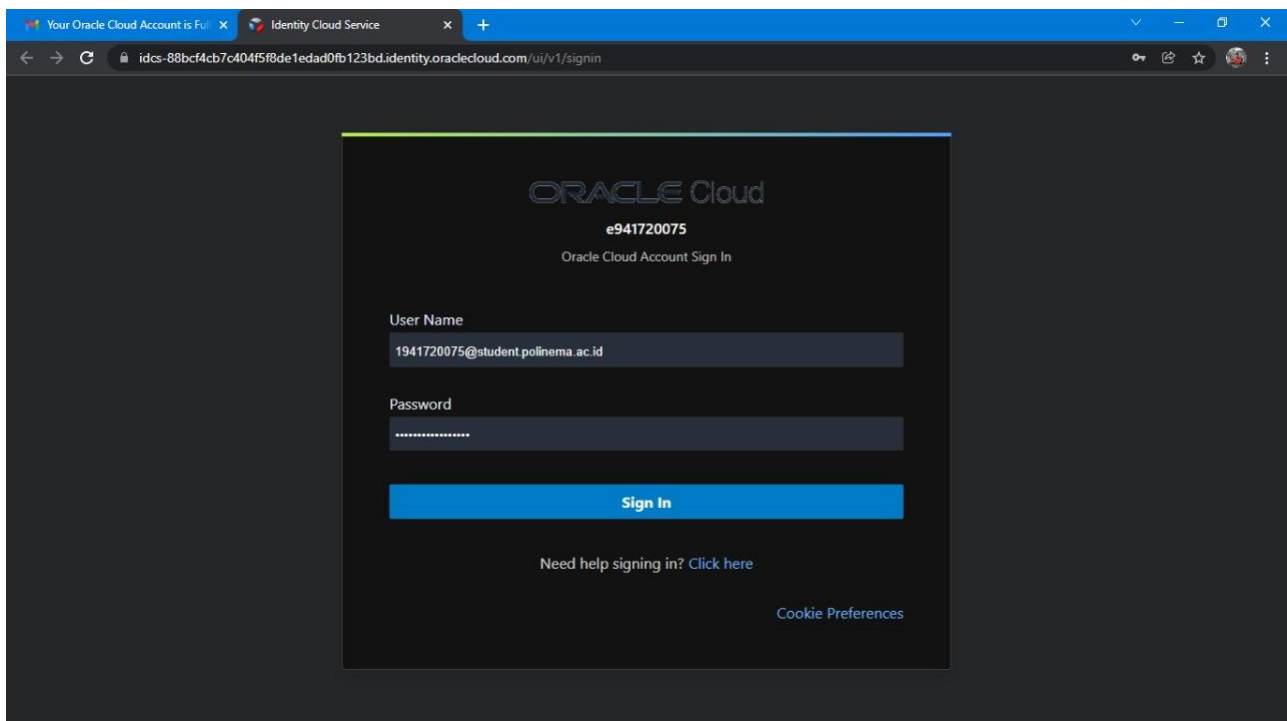 Your Oracle Cloud Account is Ful
Identity Cloud Service
idcs-88bcf4cb7c404f5f8de1edad0fb123bd.identity.oraclecloud.com/ui/v1/signin
ORACLE Cloud
e941720075
Oracle Cloud Account Sign In
User Name
1941720075@student.polinema.ac.id
Password
•••••••••••••••••
Sign In
Need help signing in? Click here
Cookie Preferences